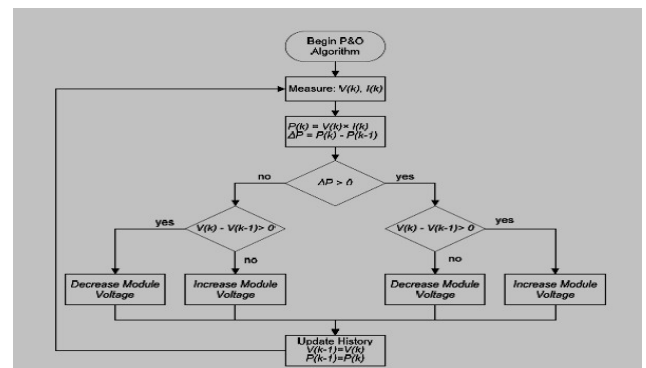 Begin P&O
Algorithm
Measure: V(k), I(k)
P(k) = V(k)× I(k)
ΔP = P(k) - P(k-1)
ΔP > 0
no
yes
V(k) - V(k-1)> 0
yes
no
V(k) - V(k-1)> 0
yes
no
Decrease Module
Voltage
Increase Module
Voltage
Decrease Module
Voltage
Increase Module
Voltage
Update History
V(k-1)=V(k)
P(k-1)=P(k)